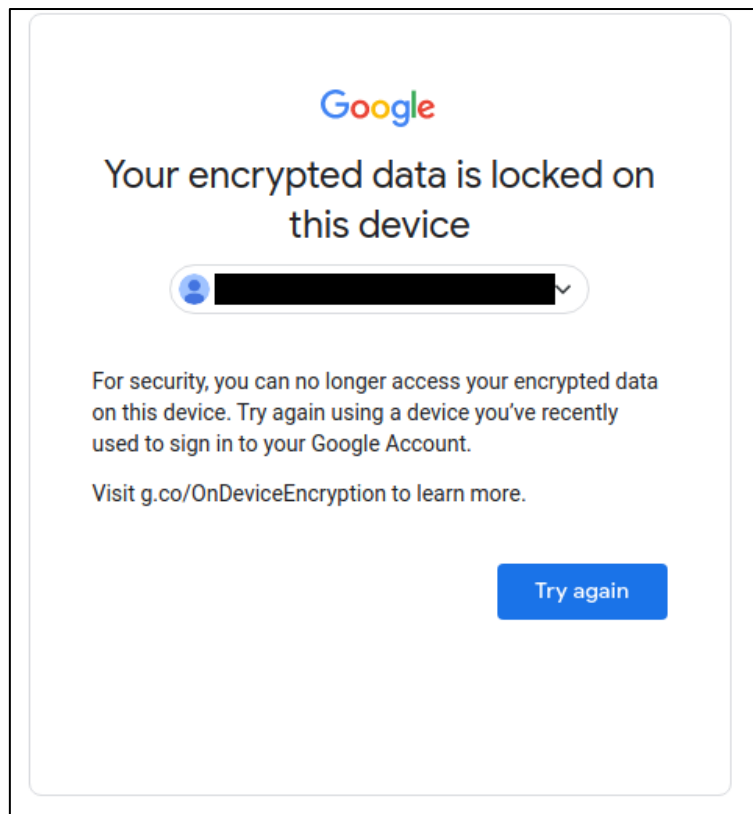 Google
Your encrypted data is locked on
this device
For security, you can no longer access your encrypted data
on this device. Try again using a device you’ve recently
used to sign in to your Google Account.
Visit g.co/OnDeviceEncryption to learn more.
Try again